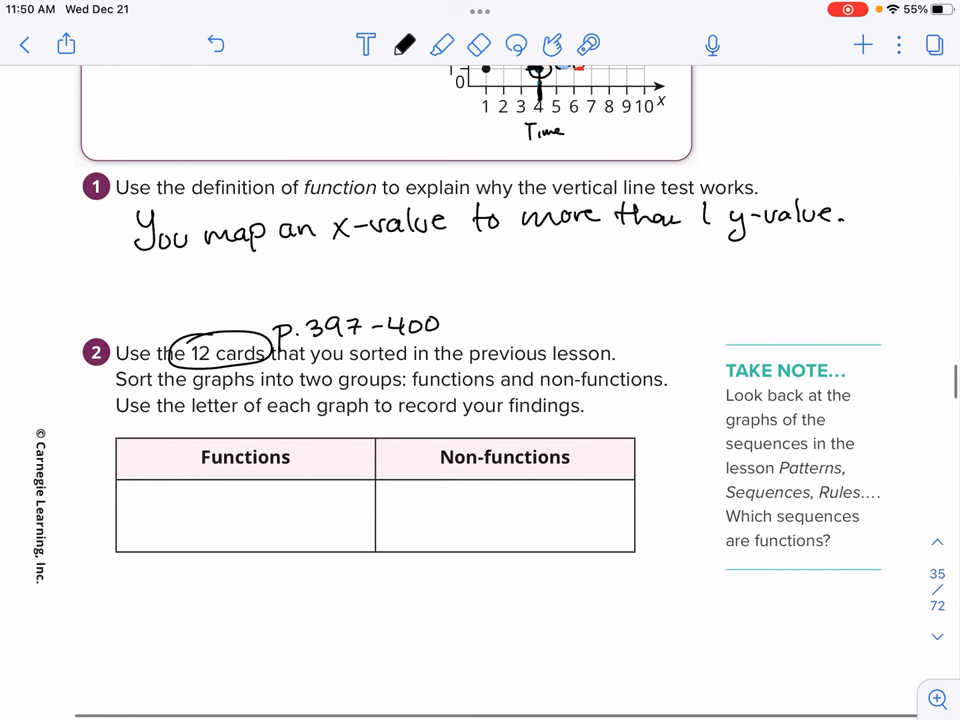 11:50 AM Wed Dec 21
55%
0
1 2 3 4 5 6 7 8 9 10 x
Time
1 Use the definition of function to explain why the vertical line test works.
You map an x-value to more than 1 y-value.
p. 397-400
2 Use the 12 cards that you sorted in the previous lesson.
Sort the graphs into two groups: functions and non-functions.
Use the letter of each graph to record your findings.
Functions Non-functions
TAKE NOTE...
Look back at the
graphs of the
sequences in the
lesson Patterns,
Sequences, Rules....
Which sequences
are functions?
© Carnegie Learning, Inc.
35
/
72